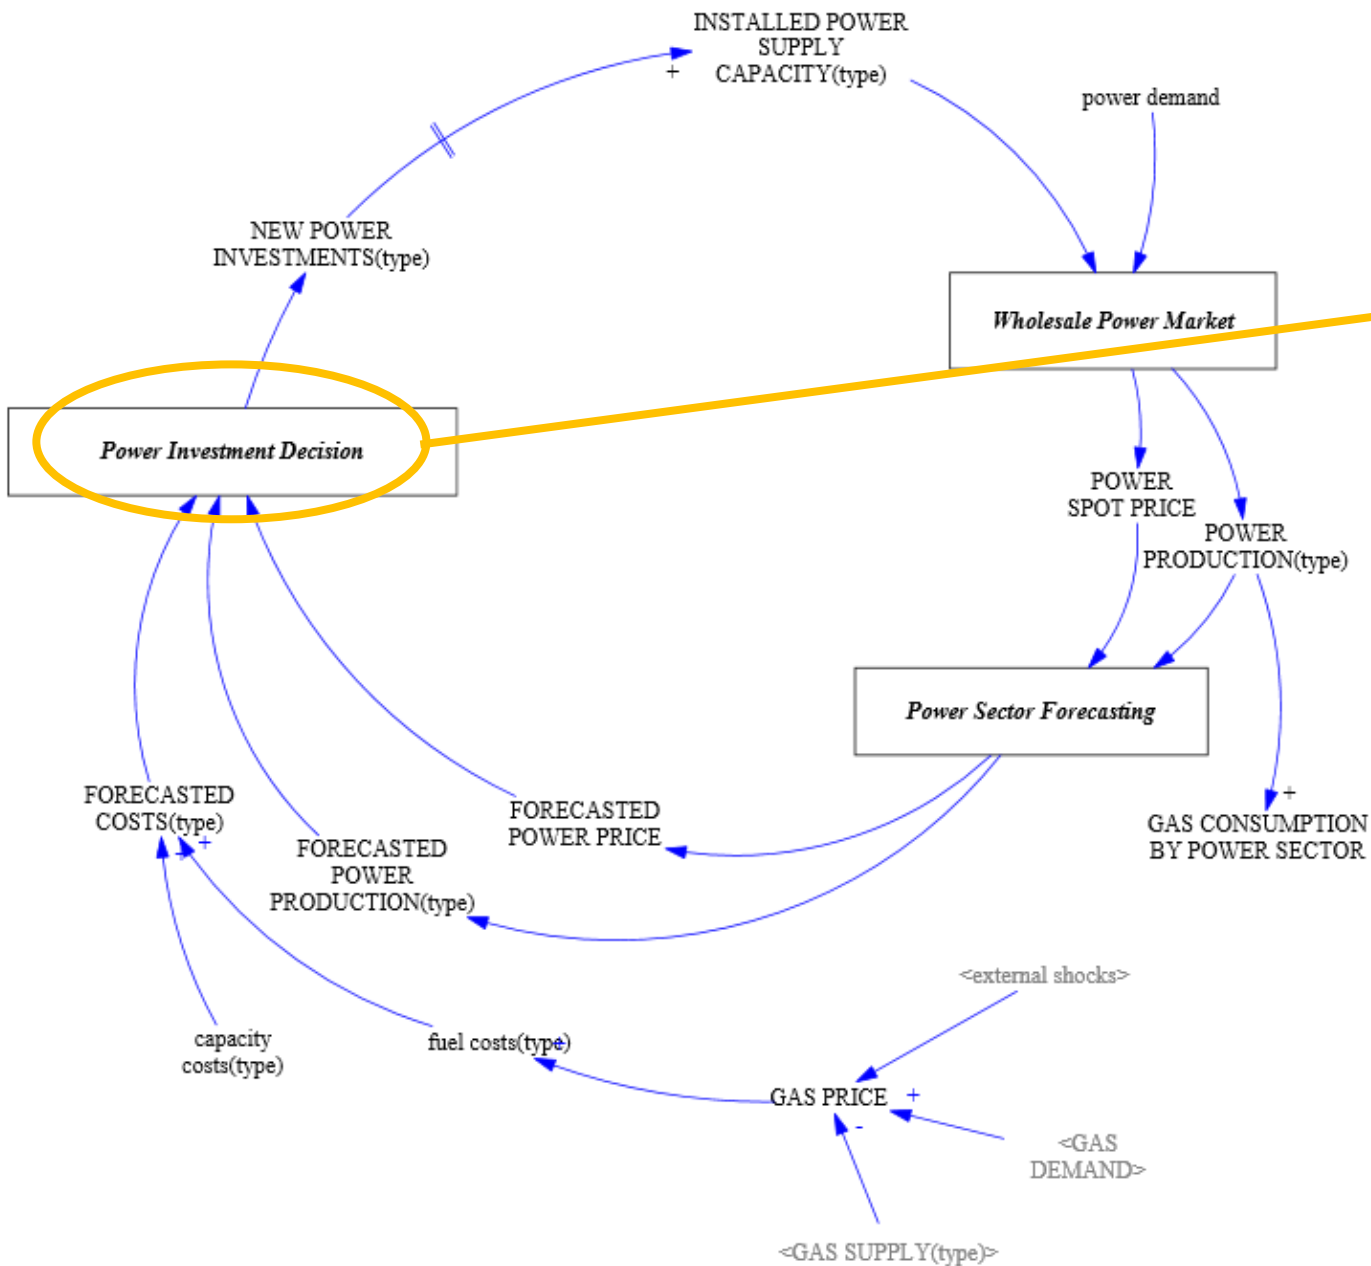 INSTALLED POWER
SUPPLY
CAPACITY(type)
+
power demand
NEW POWER
INVESTMENTS(type)
Wholesale Power Market
Power Investment Decision
POWER
SPOT PRICE
POWER
PRODUCTION(type)
Power Sector Forecasting
FORECASTED
COSTS(type)
+
+
FORECASTED
POWER PRICE
+
GAS CONSUMPTION
BY POWER SECTOR
FORECASTED
POWER
PRODUCTION(type)
<external shocks>
capacity
costs(type)
fuel costs(type)
+
GAS PRICE
+
-
<GAS
DEMAND>
<GAS SUPPLY(type)>